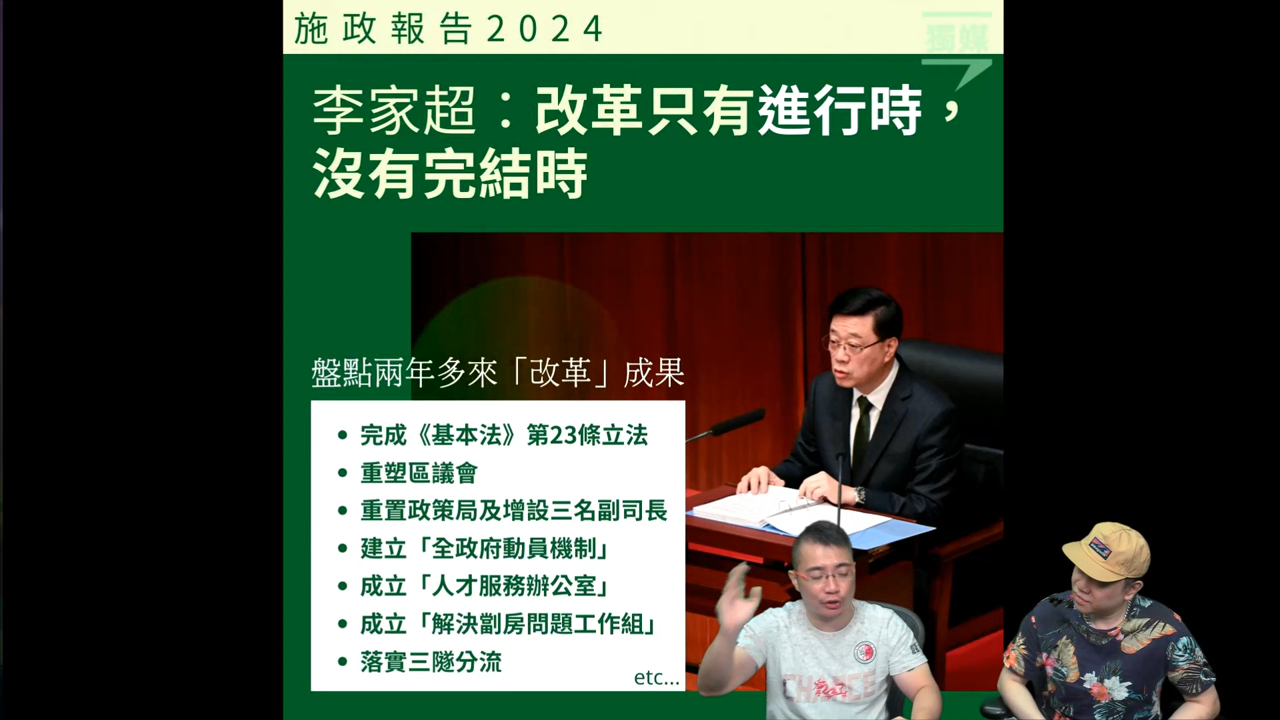 施政報告2024
獨媒
李家超：改革只有進行時，
沒有完結時
盤點兩年多來「改革」成果
• 完成《基本法》第23條立法
• 重塑區議會
• 重置政策局及增設三名副司長
• 建立「全政府動員機制」
• 成立「人才服務辦公室」
• 成立「解決劏房問題工作組」
• 落實三隧分流
etc...